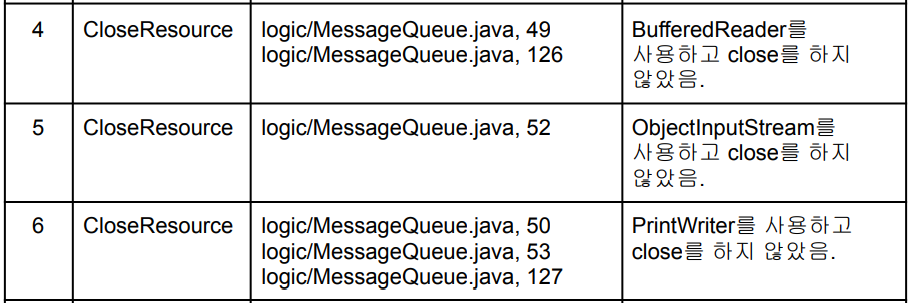 4 CloseResource logic/MessageQueue.java, 49 BufferedReader를
logic/MessageQueue.java, 126 사용하고 close를 하지
않았음.
5 CloseResource logic/MessageQueue.java, 52 ObjectInputStream를
사용하고 close를 하지
않았음.
6 CloseResource logic/MessageQueue.java, 50 PrintWriter를 사용하고
logic/MessageQueue.java, 53 close를 하지 않았음.
logic/MessageQueue.java, 127